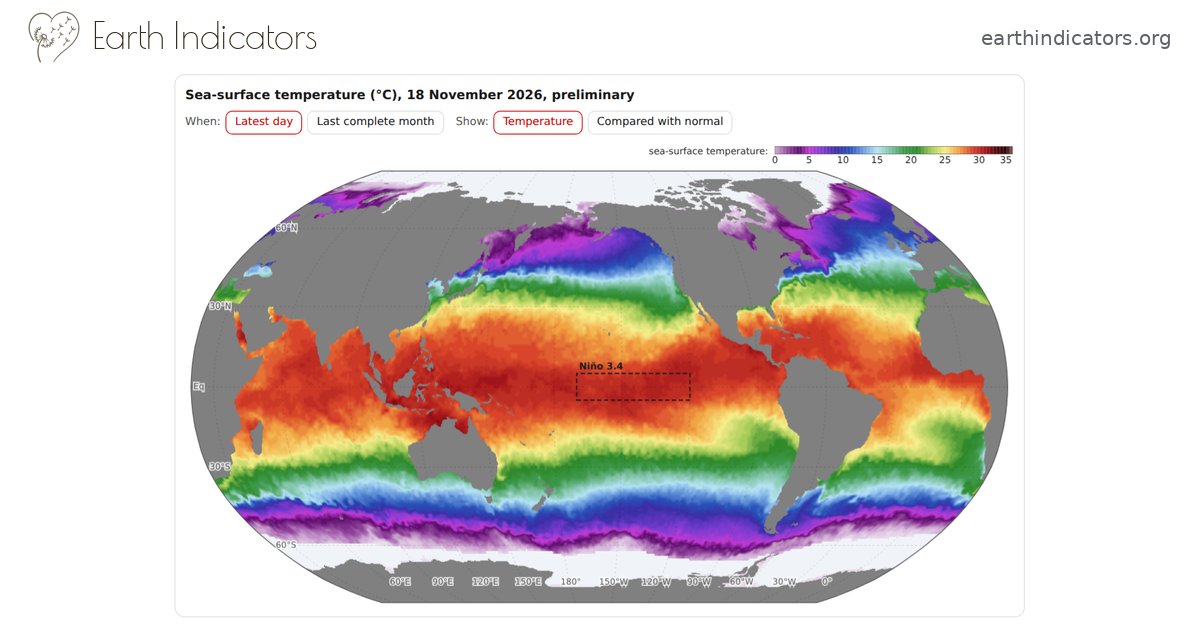 Earth Indicators
earthindicators.org
Sea-surface temperature (°C), 18 November 2026, preliminary
When: Latest day Last complete month Show: Temperature Compared with normal
sea-surface temperature:
0 5 10 15 20 25 30 35
60°N
30°N
Niño 3.4
Eq
30°S
60°S
60°E 90°E 120°E 150°E 180° 150°W 120°W 90°W 60°W 30°W 0°